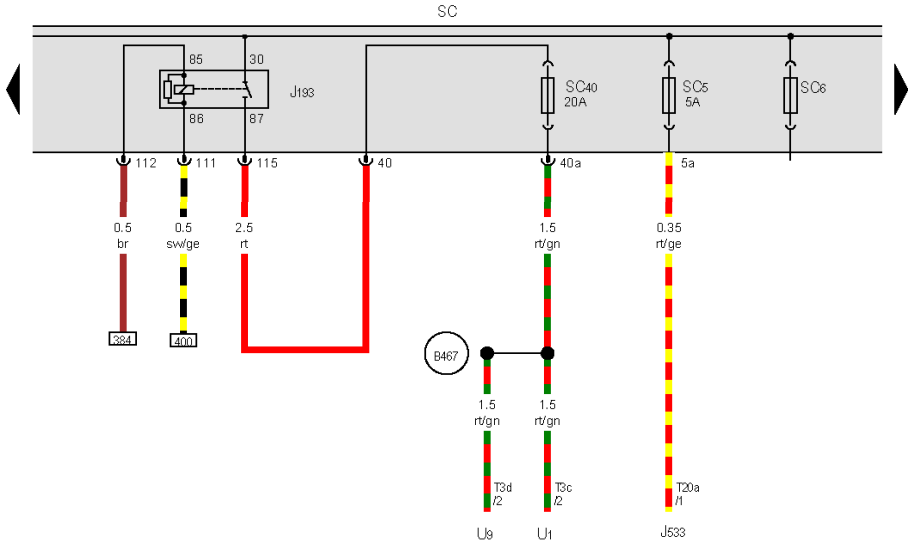 SC
85
30
J193
86
87
SC40
20A
SC5
5A
SC6
112
111
115
40
40a
5a
0.5
br
0.5
sw/ge
2.5
rt
1.5
rt/gn
0.35
rt/ge
384
400
B467
1.5
rt/gn
1.5
rt/gn
T3d
/2
T3c
/2
T20a
/1
U9
U1
J533